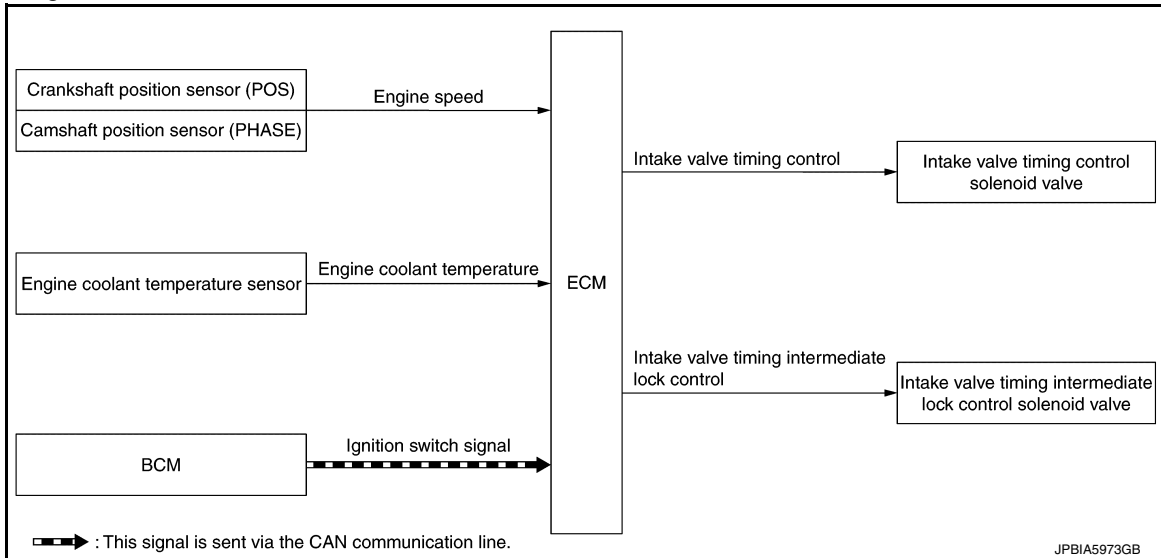 Crankshaft position sensor (POS)
Camshaft position sensor (PHASE)
Engine speed
Engine coolant temperature sensor
Engine coolant temperature
BCM
Ignition switch signal
ECM
Intake valve timing control
Intake valve timing control
solenoid valve
Intake valve timing intermediate
lock control
Intake valve timing intermediate
lock control solenoid valve
: This signal is sent via the CAN communication line.
JPBIA5973GB